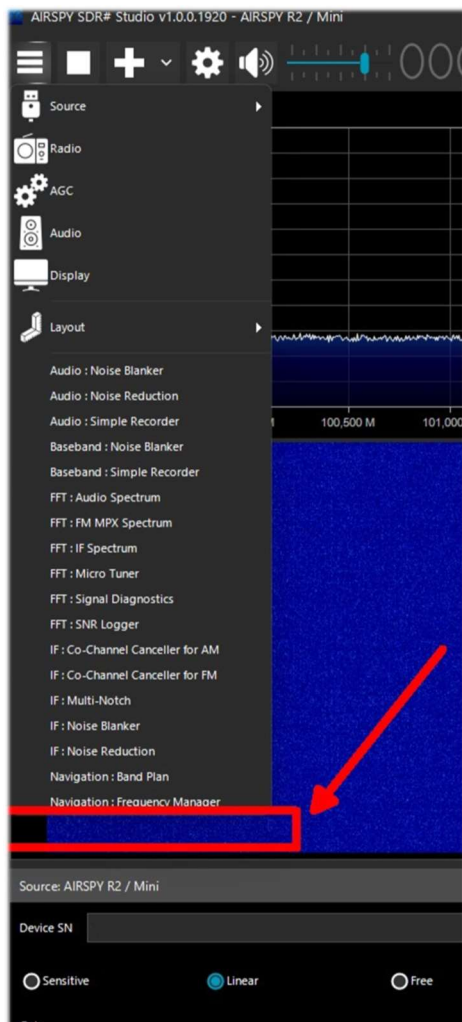 AIRSPY SDR# Studio v1.0.0.1920 - AIRSPY R2 / Mini
Source
Radio
AGC
Audio
Display
Layout
Audio : Noise Blanker
Audio : Noise Reduction
Audio : Simple Recorder
Baseband : Noise Blanker
Baseband : Simple Recorder
FFT : Audio Spectrum
FFT : FM MPX Spectrum
FFT : IF Spectrum
FFT : Micro Tuner
FFT : Signal Diagnostics
FFT : SNR Logger
IF : Co-Channel Canceller for AM
IF : Co-Channel Canceller for FM
IF : Multi-Notch
IF : Noise Blanker
IF : Noise Reduction
Navigation : Band Plan
Navigation : Frequency Manager
100,500 M 101,000
Source: AIRSPY R2 / Mini
Device SN
Sensitive Linear Free